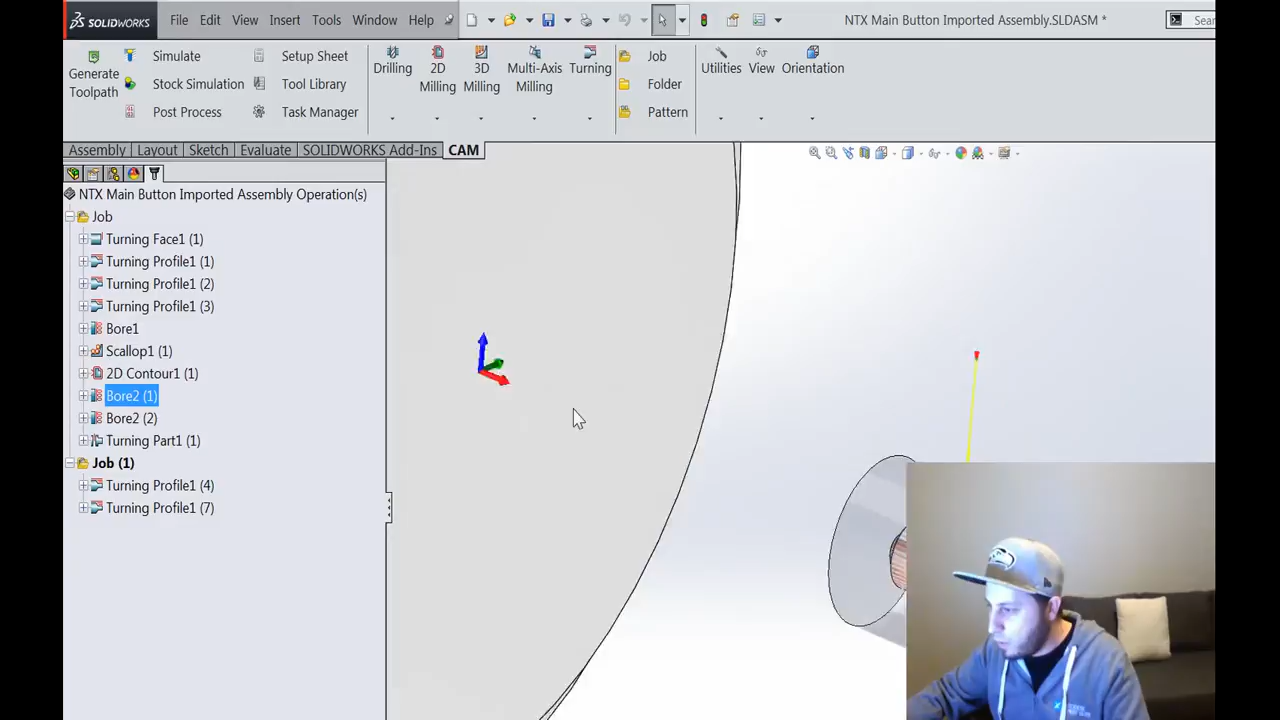 SOLIDWORKS File Edit View Insert Tools Window Help NTX Main Button Imported Assembly.SLDASM * Sear
Generate Toolpath
Simulate Setup Sheet
Stock Simulation Tool Library
Post Process Task Manager
Drilling 2D Milling 3D Milling Multi-Axis Milling Turning
Job
Folder
Pattern
Utilities View Orientation
Assembly Layout Sketch Evaluate SOLIDWORKS Add-Ins CAM
NTX Main Button Imported Assembly Operation(s)
Job
Turning Face1 (1)
Turning Profile1 (1)
Turning Profile1 (2)
Turning Profile1 (3)
Bore1
Scallop1 (1)
2D Contour1 (1)
Bore2 (1)
Bore2 (2)
Turning Part1 (1)
Job (1)
Turning Profile1 (4)
Turning Profile1 (7)